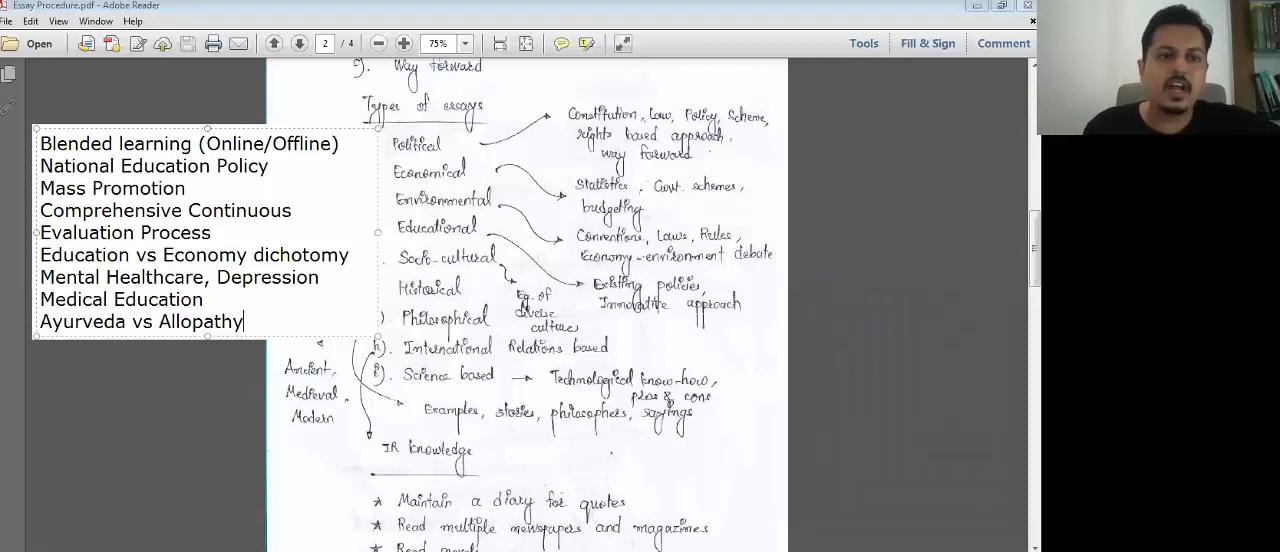 Essay Procedure.pdf - Adobe Reader
File Edit View Window Help
Open 2 / 4 75% Tools Fill & Sign Comment
5). Way forward
Types of essays
Political
Constitution, Law, Policy, Scheme,
rights based approach,
way forward
Economical
Statistics, Govt. schemes,
budgeting
Environmental
Conventions, Laws, Rules,
Economy-environment debate
Educational
Existing policies,
Innovative approach
Socio-cultural
Eg. of
diverse
cultures
Historical
Ancient,
Medieval,
Modern
). Philosophical
h). International Relations based
i). Science based → Technological know-how,
pros & cons
Examples, stories, philosophers, sayings
IR knowledge
★ Maintain a diary for quotes
★ Read multiple newspapers and magazines
★ Read novels
Blended learning (Online/Offline)
National Education Policy
Mass Promotion
Comprehensive Continuous
Evaluation Process
Education vs Economy dichotomy
Mental Healthcare, Depression
Medical Education
Ayurveda vs Allopathy